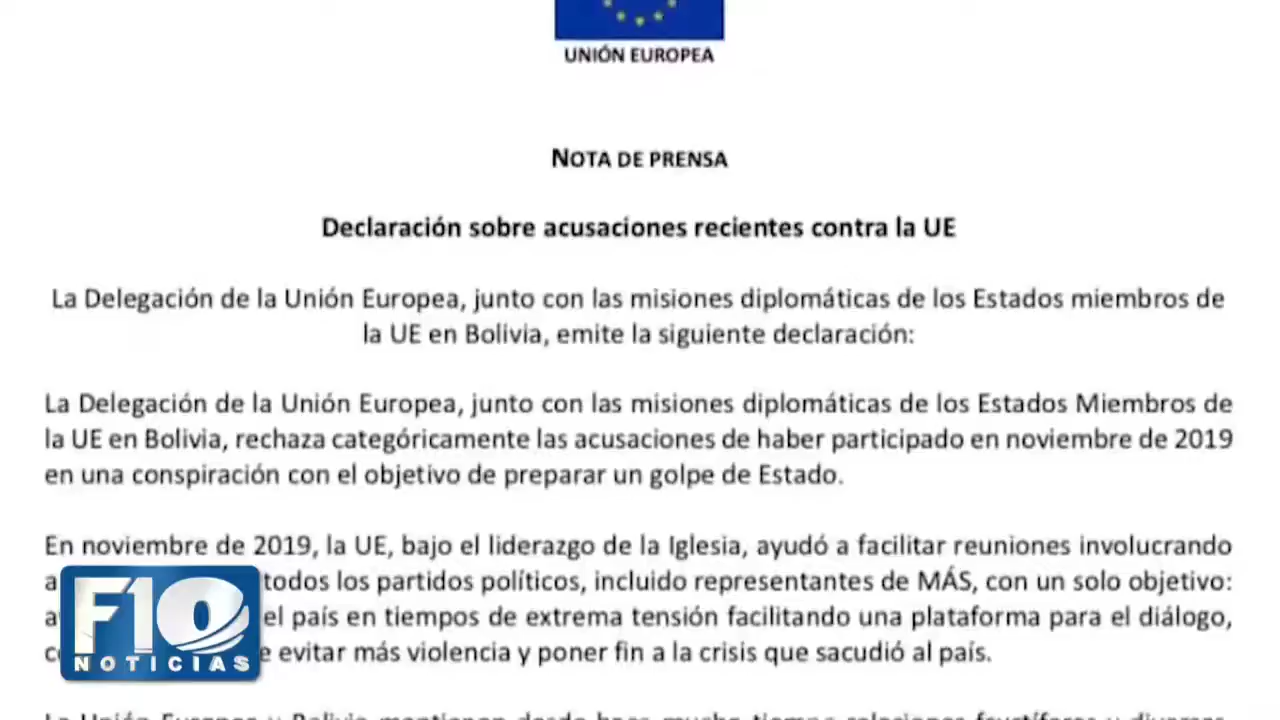 UNIÓN EUROPEA
NOTA DE PRENSA
Declaración sobre acusaciones recientes contra la UE
La Delegación de la Unión Europea, junto con las misiones diplomáticas de los Estados miembros de
la UE en Bolivia, emite la siguiente declaración:
La Delegación de la Unión Europea, junto con las misiones diplomáticas de los Estados Miembros de
la UE en Bolivia, rechaza categóricamente las acusaciones de haber participado en noviembre de 2019
en una conspiración con el objetivo de preparar un golpe de Estado.
En noviembre de 2019, la UE, bajo el liderazgo de la Iglesia, ayudó a facilitar reuniones involucrando
todos los partidos políticos, incluido representantes de MÁS, con un solo objetivo:
el país en tiempos de extrema tensión facilitando una plataforma para el diálogo,
evitar más violencia y poner fin a la crisis que sacudió al país.
F10
NOTICIAS